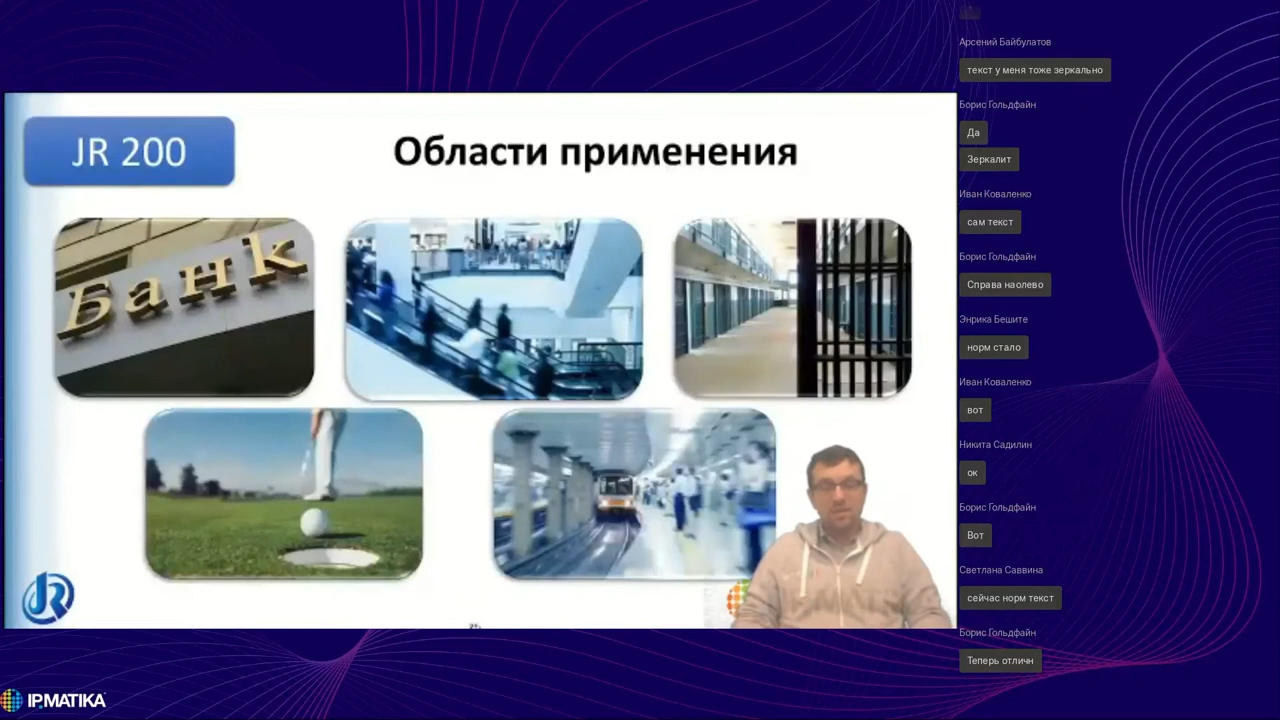 JR 200
Области применения
Банк
JR
IPMATIKA
Арсений Байбулатов
текст у меня тоже зеркально
Борис Гольдфайн
Да
Зеркалит
Иван Коваленко
сам текст
Борис Гольдфайн
Справа наолево
Энрика Бешите
норм стало
Иван Коваленко
вот
Никита Садилин
ок
Борис Гольдфайн
Вот
Светлана Саввина
сейчас норм текст
Борис Гольдфайн
Теперь отличн